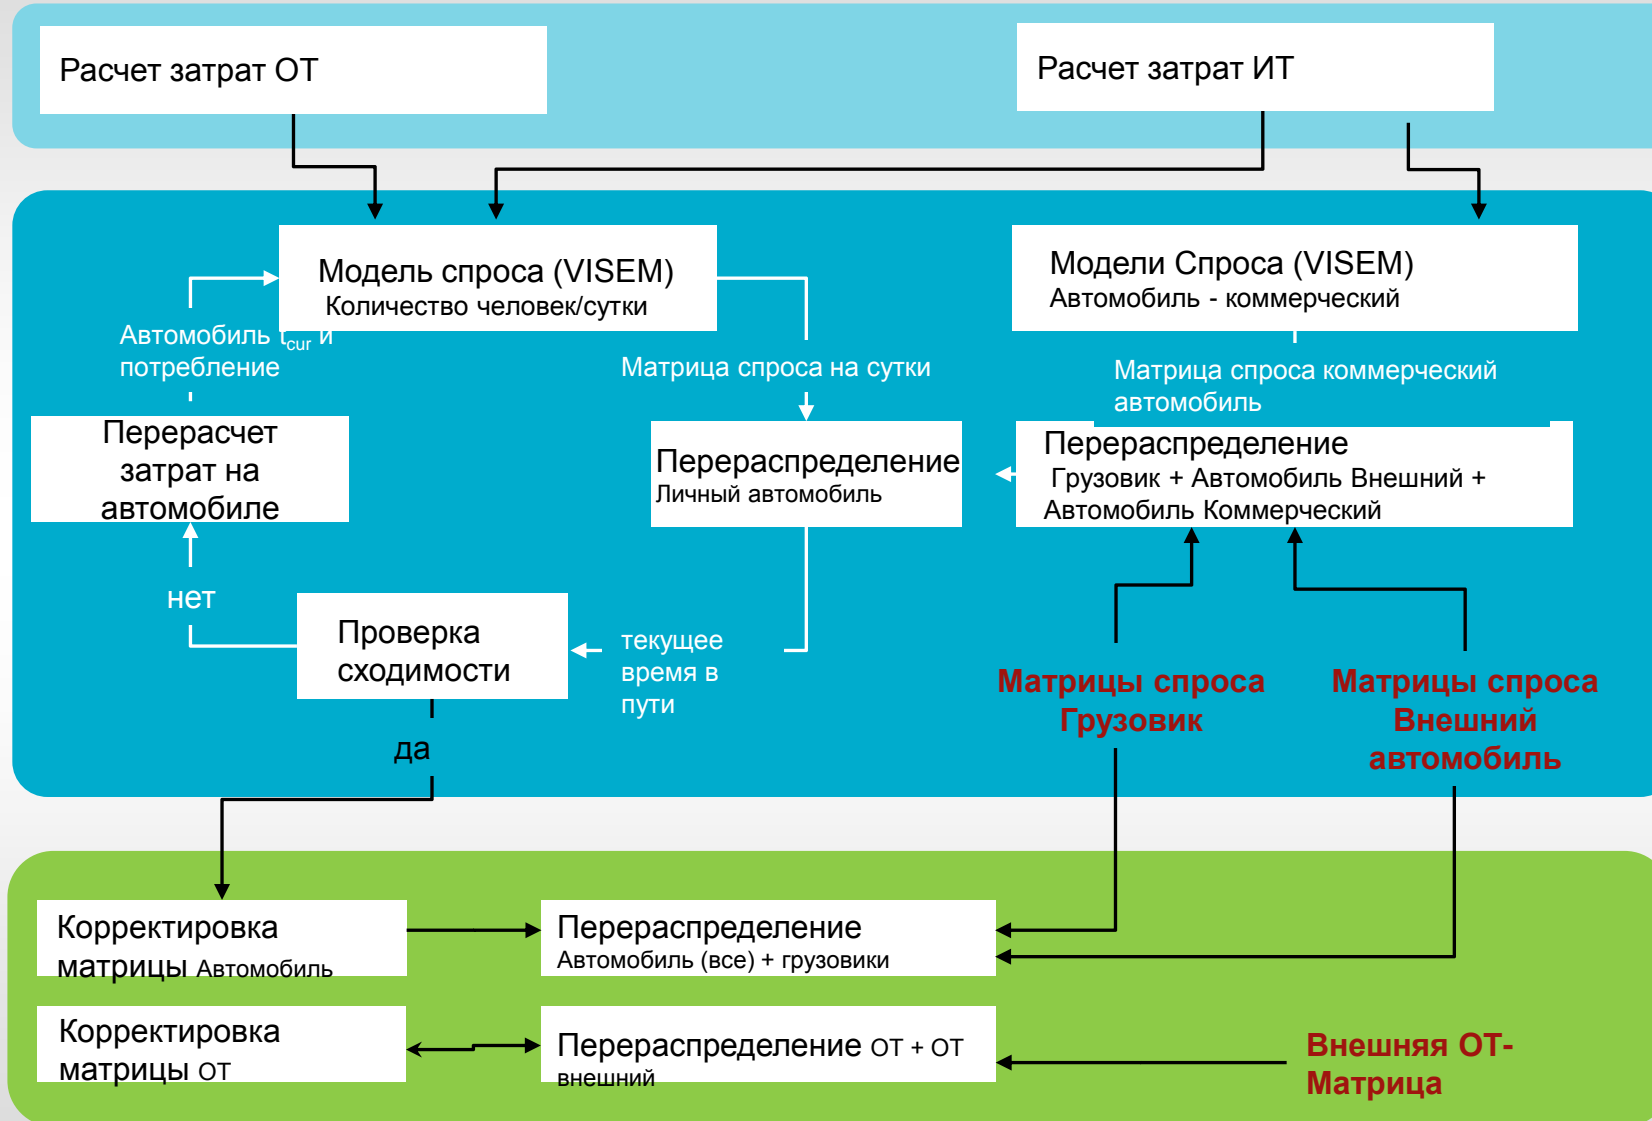 Расчет затрат ОТ
Расчет затрат ИТ
Модель спроса (VISEM)
Количество человек/сутки
Модели Спроса (VISEM)
Автомобиль - коммерческий
Автомобиль t_cur и
потребление
Матрица спроса на сутки
Матрица спроса коммерческий
автомобиль
Перерасчет
затрат на
автомобиле
Перераспределение
Личный автомобиль
Перераспределение
Грузовик + Автомобиль Внешний +
Автомобиль Коммерческий
нет
Проверка
сходимости
текущее
время в
пути
Матрицы спроса
Грузовик
Матрицы спроса
Внешний
автомобиль
да
Корректировка
матрицы Автомобиль
Перераспределение
Автомобиль (все) + грузовики
Корректировка
матрицы ОТ
Перераспределение ОТ + ОТ
внешний
Внешняя ОТ-
Матрица